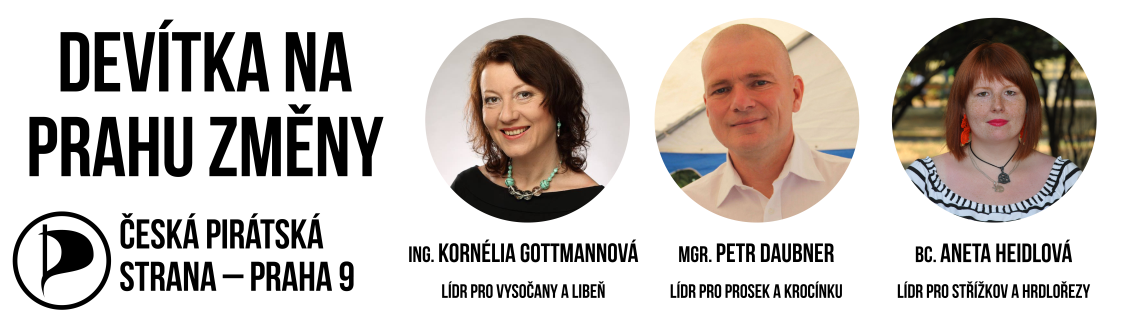 DEVÍTKA NA
PRAHU ZMĚNY
ČESKÁ PIRÁTSKÁ
STRANA – PRAHA 9
ING. KORNÉLIA GOTTMANNOVÁ
LÍDR PRO VYSOČANY A LIBEŇ
MGR. PETR DAUBNER
LÍDR PRO PROSEK A KROCÍNKU
BC. ANETA HEIDLOVÁ
LÍDR PRO STŘÍŽKOV A HRDLOŘEZY